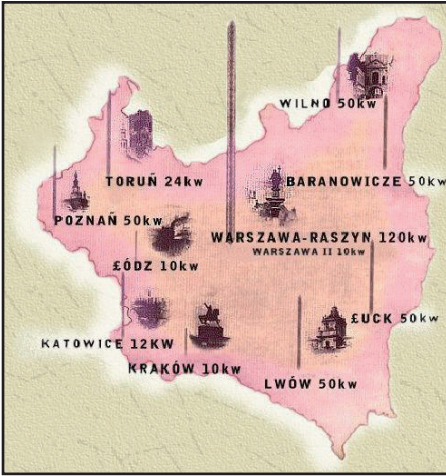 WILNO 50kw
TORUŃ 24kw
BARANOWICZE 50kw
POZNAŃ 50kw
WARSZAWA-RASZYN 120kw
WARSZAWA II 10kw
£ÓDZ 10kw
£UCK 50kw
KATOWICE 12KW
KRAKÓW 10kw
LWÓW 50kw